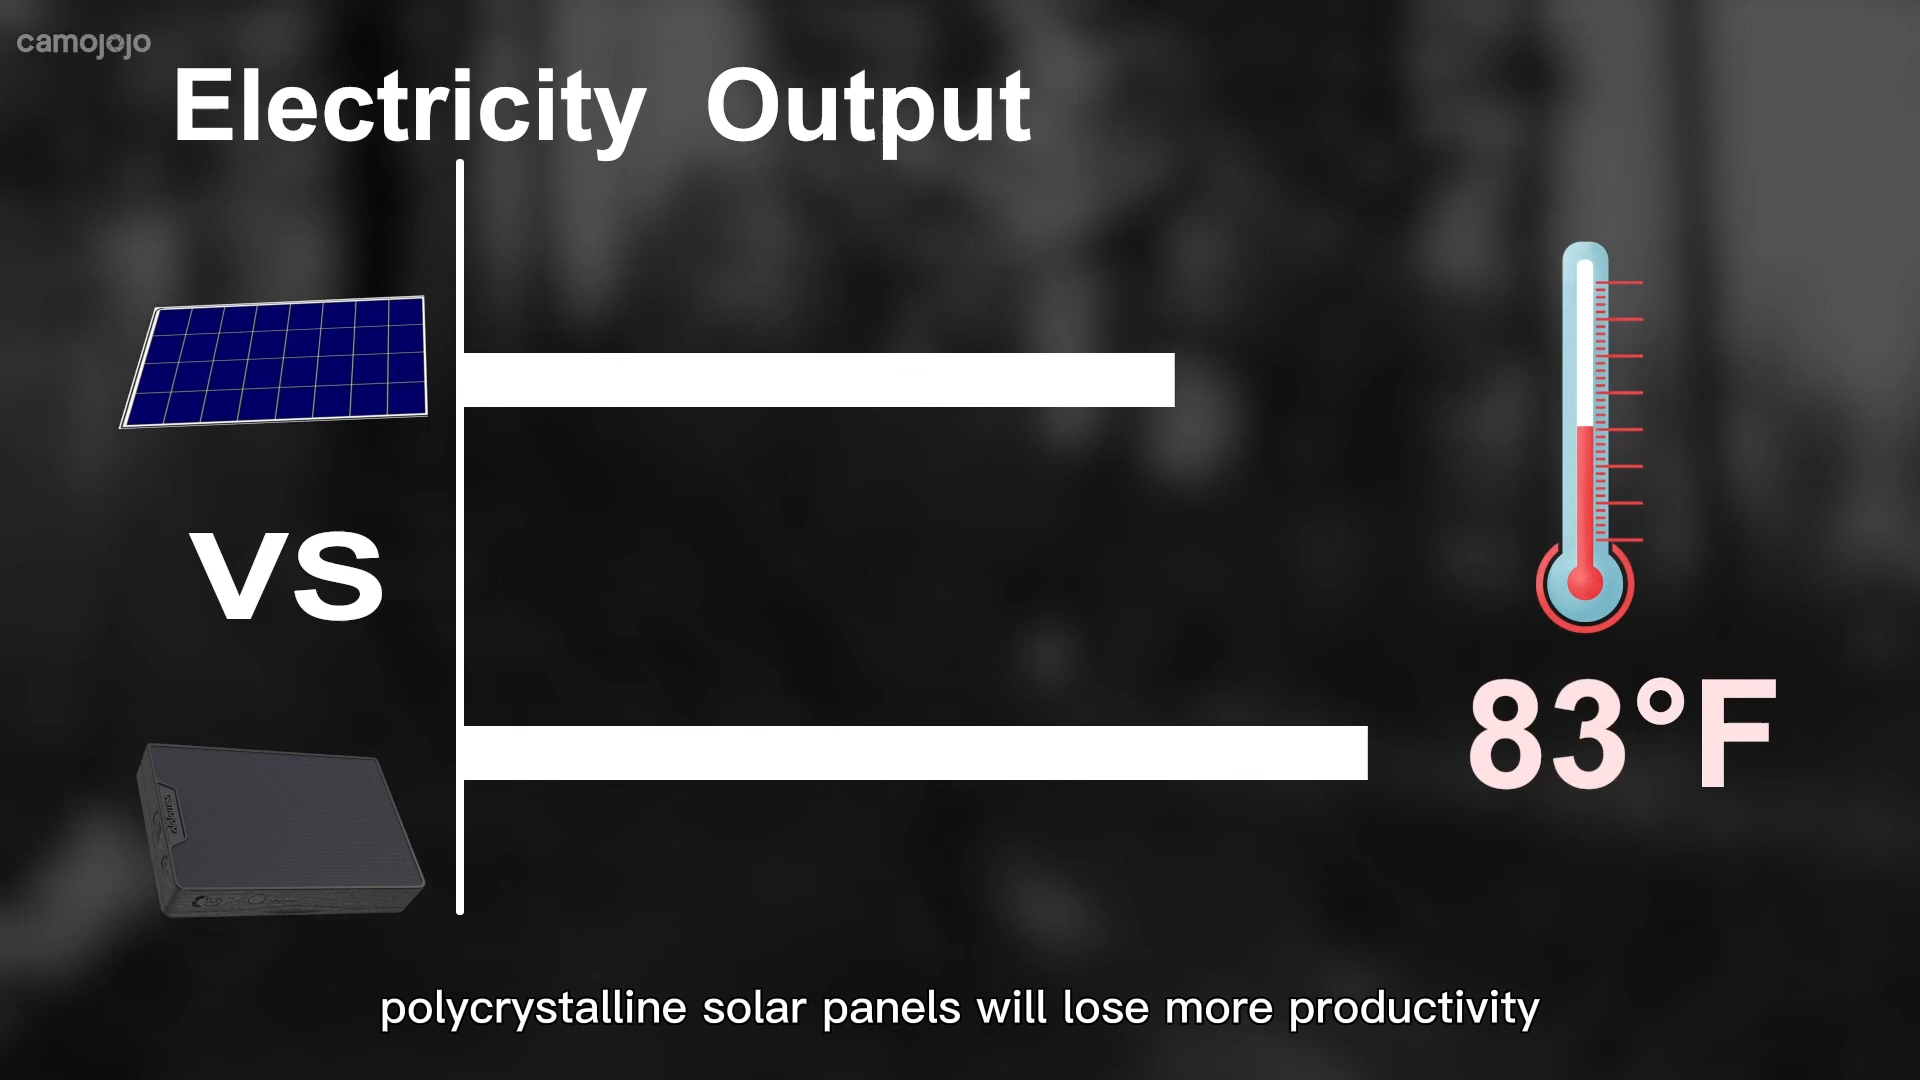 camojojo
Electricity Output
VS
83°F
polycrystalline solar panels will lose more productivity